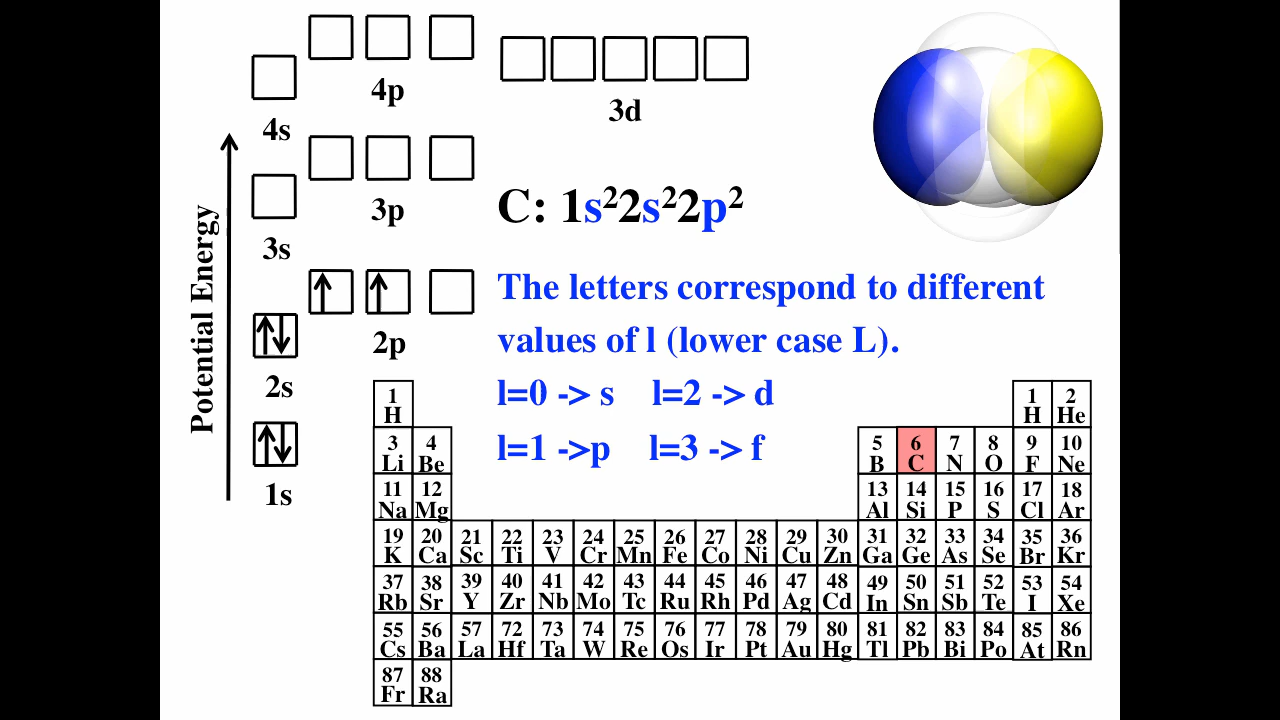 4p
3d
4s
3p
3s
C: 1s²2s²2p²
Potential Energy
The letters correspond to different
values of l (lower case L).
2p
2s
l=0 -> s l=2 -> d
l=1 ->p l=3 -> f
1s
1 1 2
H H He
3 4 5 6 7 8 9 10
Li Be B C N O F Ne
11 12 13 14 15 16 17 18
Na Mg Al Si P S Cl Ar
19 20 21 22 23 24 25 26 27 28 29 30 31 32 33 34 35 36
K Ca Sc Ti V Cr Mn Fe Co Ni Cu Zn Ga Ge As Se Br Kr
37 38 39 40 41 42 43 44 45 46 47 48 49 50 51 52 53 54
Rb Sr Y Zr Nb Mo Tc Ru Rh Pd Ag Cd In Sn Sb Te I Xe
55 56 57 72 73 74 75 76 77 78 79 80 81 82 83 84 85 86
Cs Ba La Hf Ta W Re Os Ir Pt Au Hg Tl Pb Bi Po At Rn
87 88
Fr Ra